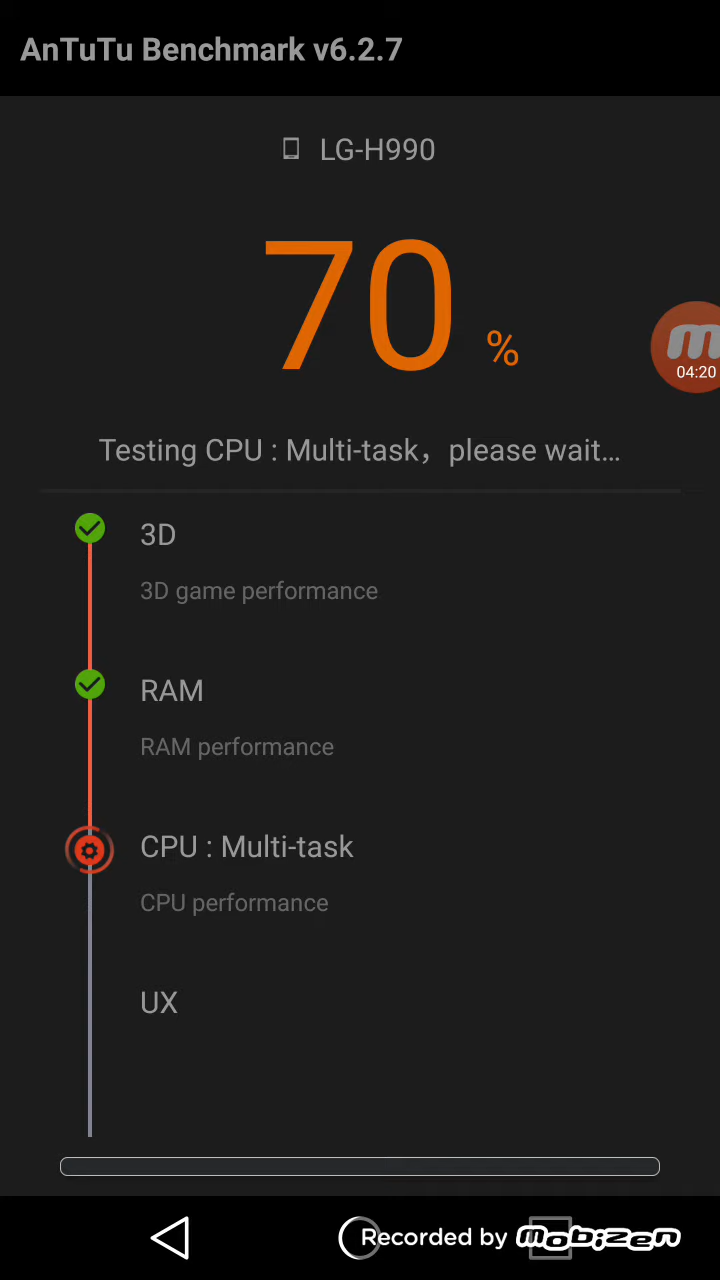 AnTuTu Benchmark v6.2.7
LG-H990
70 %
04:20
Testing CPU : Multi-task，please wait...
3D
3D game performance
RAM
RAM performance
CPU : Multi-task
CPU performance
UX
Recorded by mobizen